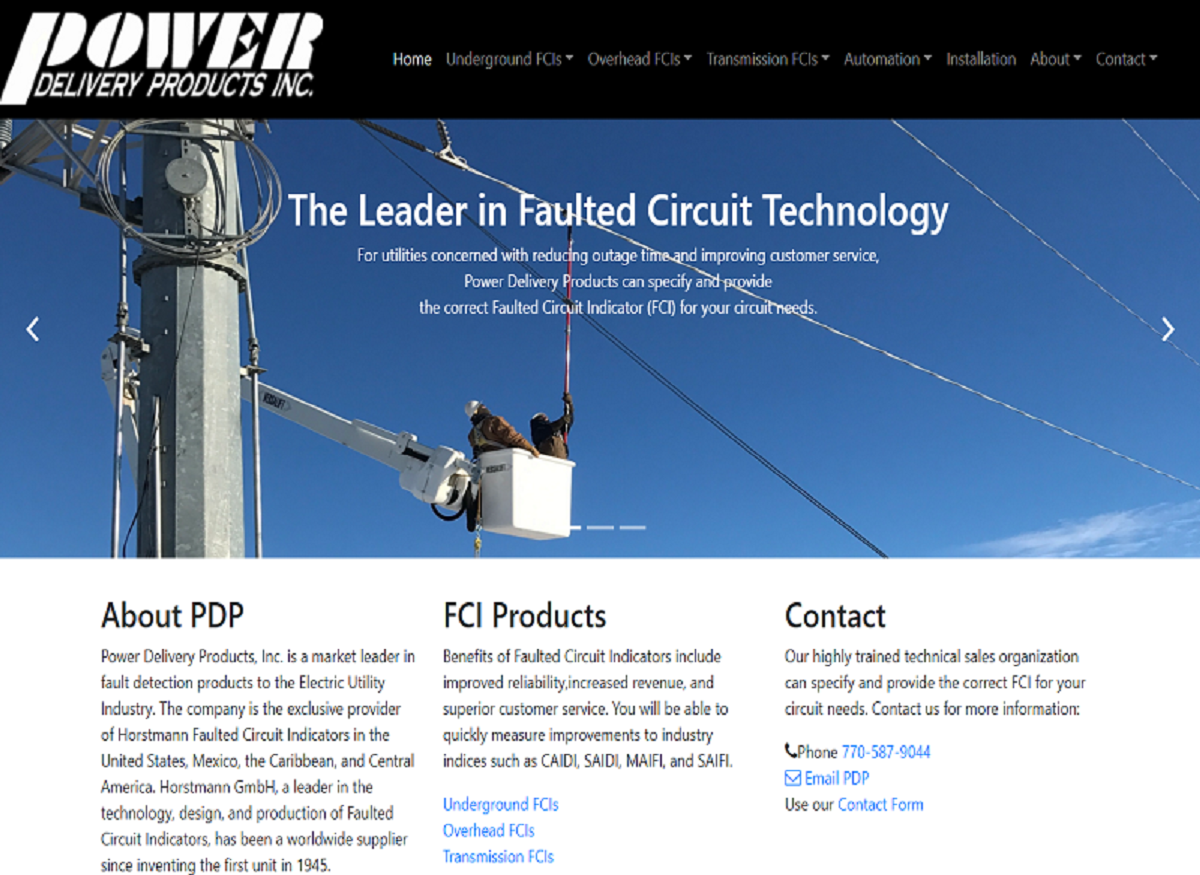 POWER
DELIVERY PRODUCTS INC.
Home Underground FCIs Overhead FCIs Transmission FCIs Automation Installation About Contact
The Leader in Faulted Circuit Technology
For utilities concerned with reducing outage time and improving customer service,
Power Delivery Products can specify and provide
the correct Faulted Circuit Indicator (FCI) for your circuit needs.
About PDP
Power Delivery Products, Inc. is a market leader in
fault detection products to the Electric Utility
Industry. The company is the exclusive provider
of Horstmann Faulted Circuit Indicators in the
United States, Mexico, the Caribbean, and Central
America. Horstmann GmbH, a leader in the
technology, design, and production of Faulted
Circuit Indicators, has been a worldwide supplier
since inventing the first unit in 1945.
FCI Products
Benefits of Faulted Circuit Indicators include
improved reliability,increased revenue, and
superior customer service. You will be able to
quickly measure improvements to industry
indices such as CAIDI, SAIDI, MAIFI, and SAIFI.
Underground FCIs
Overhead FCIs
Transmission FCIs
Contact
Our highly trained technical sales organization
can specify and provide the correct FCI for your
circuit needs. Contact us for more information:
Phone 770-587-9044
Email PDP
Use our Contact Form